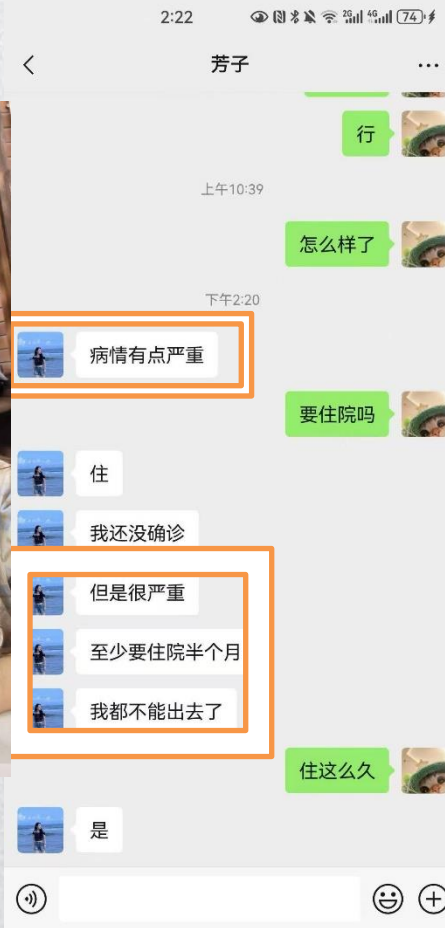 2:22
2G
4G
74
芳子
行
上午10:39
怎么样了
下午2:20
病情有点严重
要住院吗
住
我还没确诊
但是很严重
至少要住院半个月
我都不能出去了
住这么久
是